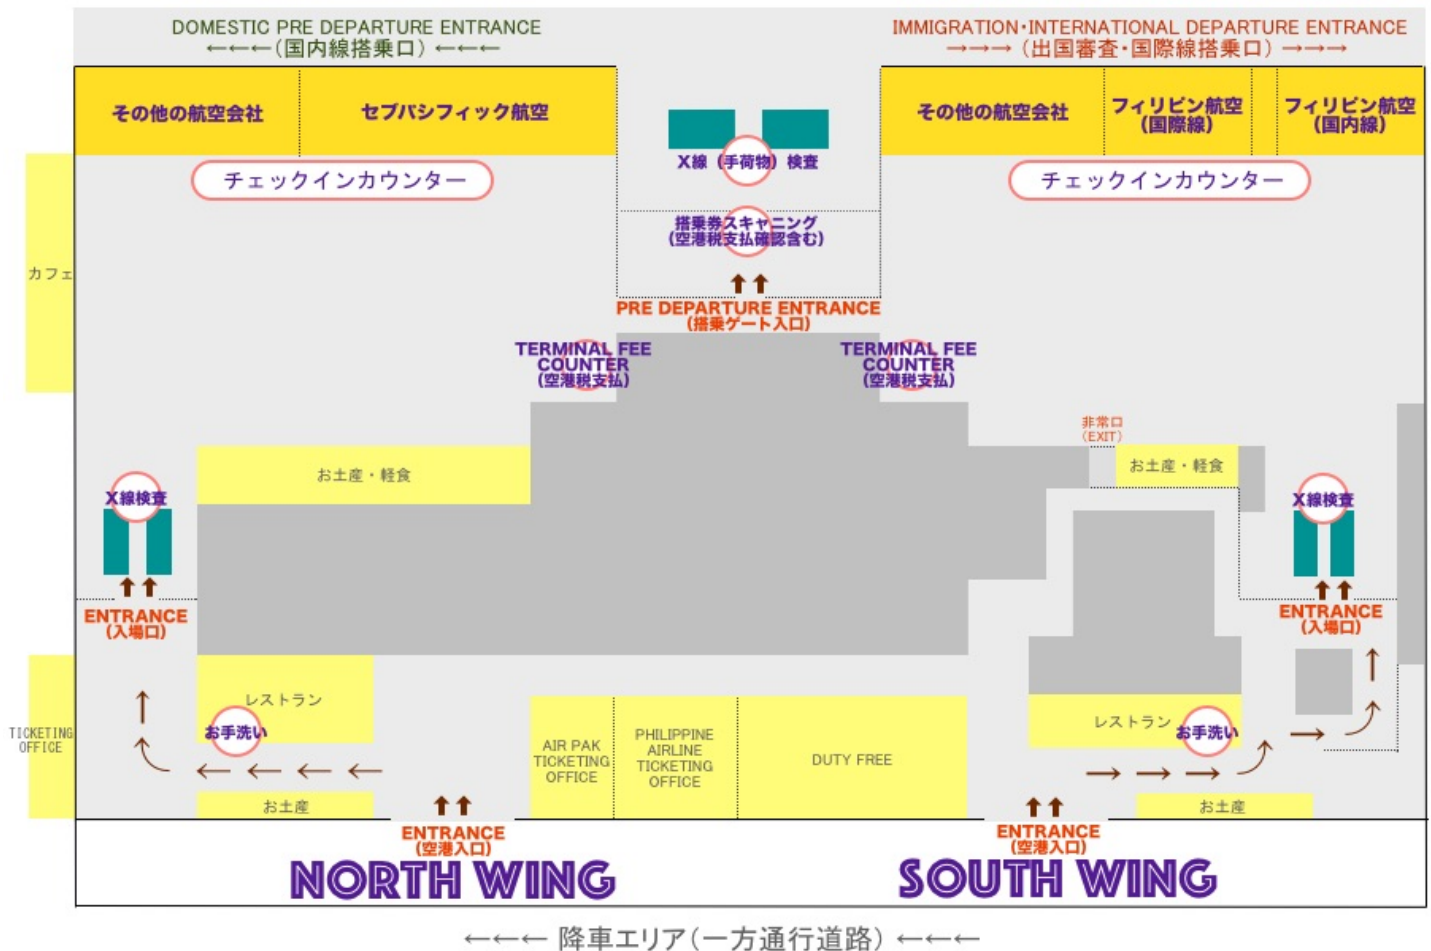 DOMESTIC PRE DEPARTURE ENTRANCE
←←←(国内線搭乗口) ←←←
IMMIGRATION・INTERNATIONAL DEPARTURE ENTRANCE
→→→ (出国審査・国際線搭乗口) →→→
その他の航空会社
セブパシフィック航空
その他の航空会社
フィリピン航空
(国際線)
フィリピン航空
(国内線)
X線 (手荷物) 検査
チェックインカウンター
チェックインカウンター
搭乗券スキャニング
(空港税支払確認含む)
カフェ
PRE DEPARTURE ENTRANCE
(搭乗ゲート入口)
TERMINAL FEE
COUNTER
(空港税支払)
TERMINAL FEE
COUNTER
(空港税支払)
非常口
(EXIT)
お土産・軽食
お土産・軽食
X線検査
X線検査
ENTRANCE
(入場口)
ENTRANCE
(入場口)
レストラン
お手洗い
レストラン
お手洗い
TICKETING
OFFICE
AIR PAK
TICKETING
OFFICE
PHILIPPINE
AIRLINE
TICKETING
OFFICE
DUTY FREE
お土産
お土産
ENTRANCE
(空港入口)
ENTRANCE
(空港入口)
NORTH WING
SOUTH WING
←←← 降車エリア(一方通行道路) ←←←